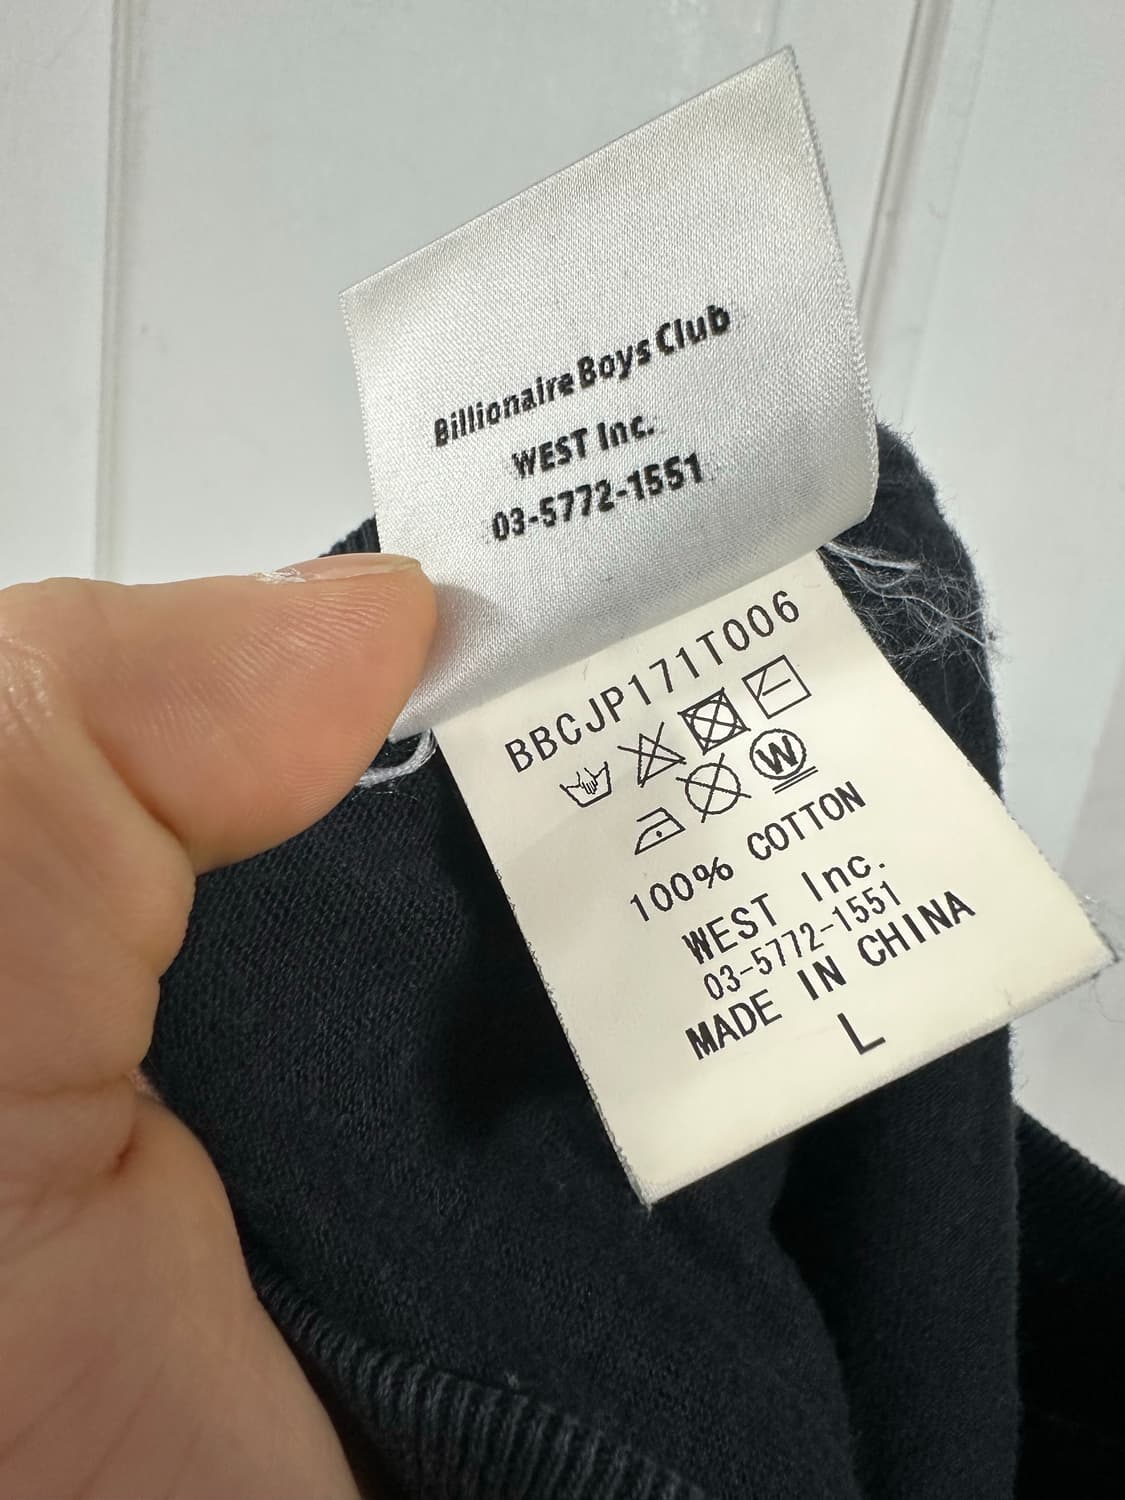 Billionaire Boys Club
WEST Inc.
03-5772-1551
BBCJP171T006
W
100% COTTON
WEST Inc.
03-5772-1551
MADE IN CHINA
L